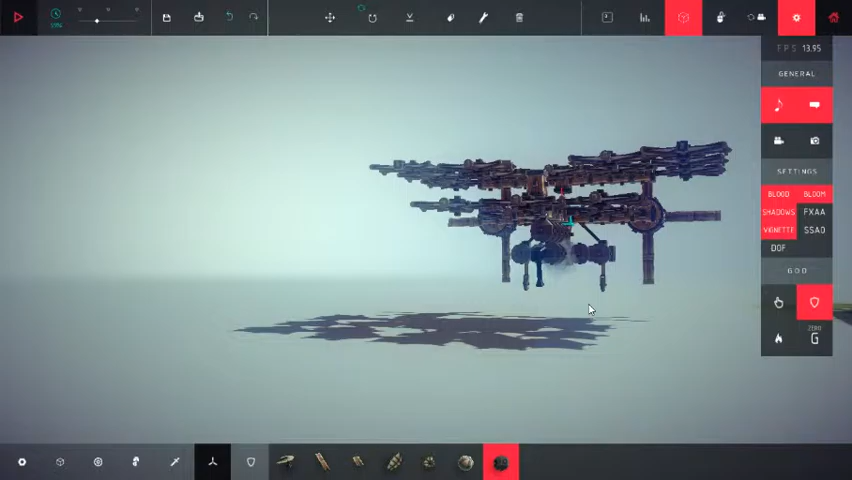 FPS 13.95
GENERAL
SETTINGS
BLOOD BLOOM
SHADOWS FXAA
VIGNETTE SSAO
DOF
GOD
ZERO
G